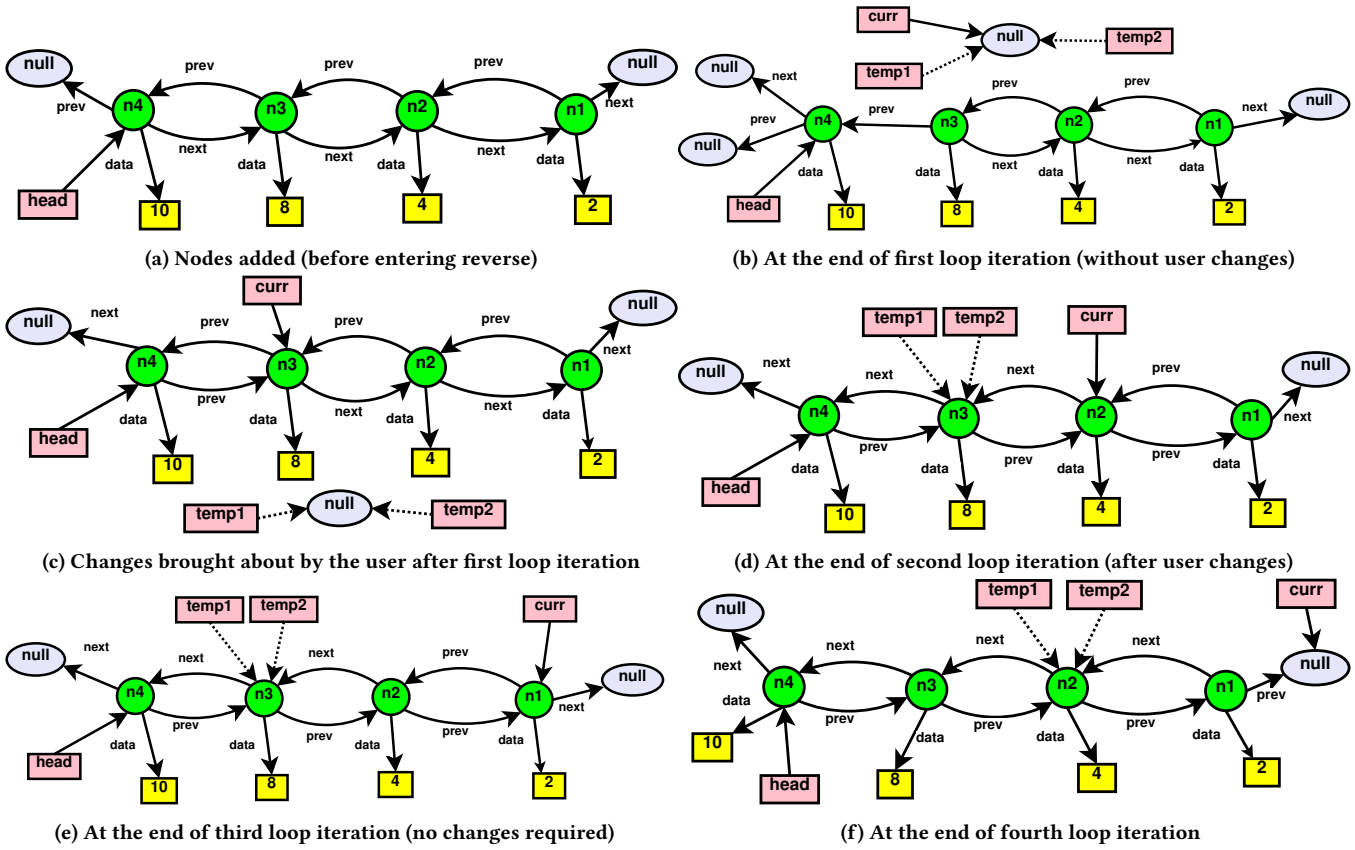 null
prev
prev
prev
null
n4
n3
n2
n1
prev
next
next
next
next
data
data
data
data
head
10
8
4
2
(a) Nodes added (before entering reverse)
curr
null
temp2
temp1
null
next
prev
prev
next
null
prev
prev
n4
n3
n2
n1
null
next
next
data
data
data
data
head
10
8
4
2
(b) At the end of first loop iteration (without user changes)
curr
null
next
prev
prev
prev
null
n4
n3
n2
n1
next
prev
next
next
data
data
data
data
head
10
8
4
2
temp1
null
temp2
(c) Changes brought about by the user after first loop iteration
temp1
temp2
curr
null
next
next
next
prev
null
n4
n3
n2
n1
next
prev
prev
prev
data
data
data
data
head
10
8
4
2
(d) At the end of second loop iteration (after user changes)
temp1
temp2
curr
null
next
next
next
prev
null
n4
n3
n2
n1
next
prev
prev
prev
data
data
data
data
head
10
8
4
2
(e) At the end of third loop iteration (no changes required)
temp1
temp2
curr
null
next
next
next
null
next
n4
n3
n2
n1
prev
data
prev
prev
prev
data
data
data
10
head
8
4
2
(f) At the end of fourth loop iteration